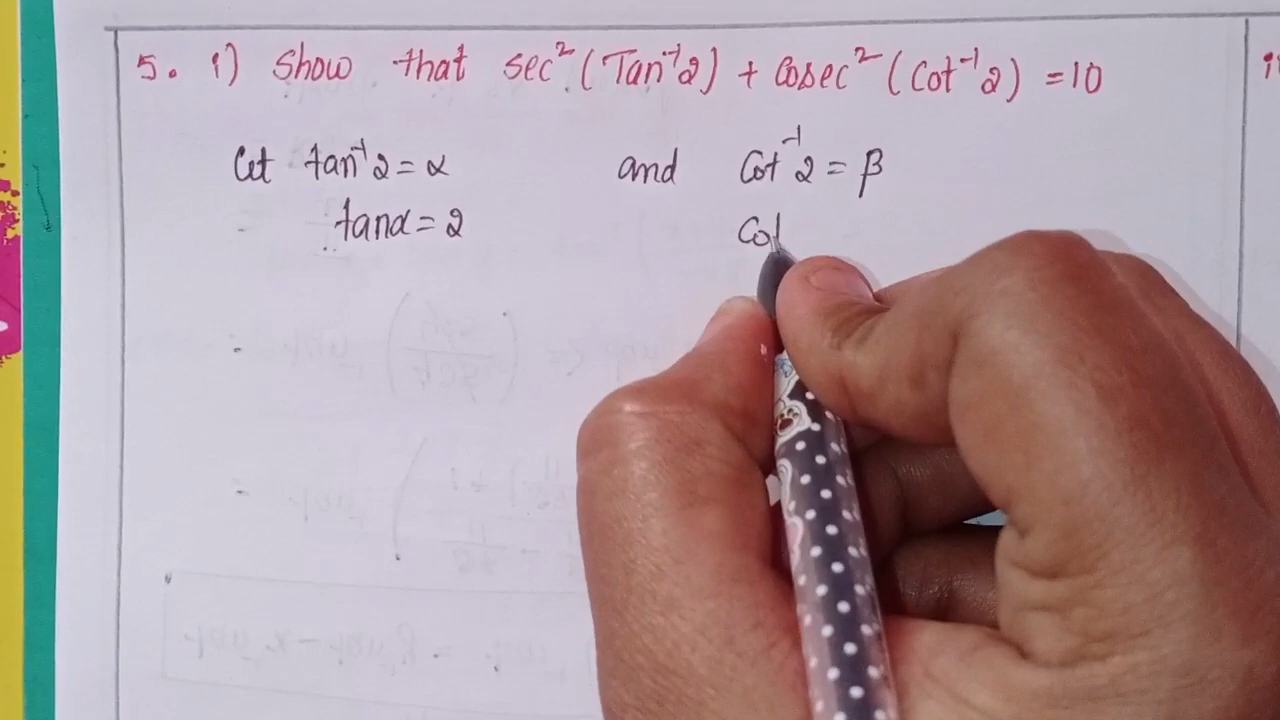 5. i) Show that sec²(Tan⁻¹2) + Cosec²(Cot⁻¹2) = 10
Let tan⁻¹2 = α and Cot⁻¹2 = β
tanα = 2 Cot